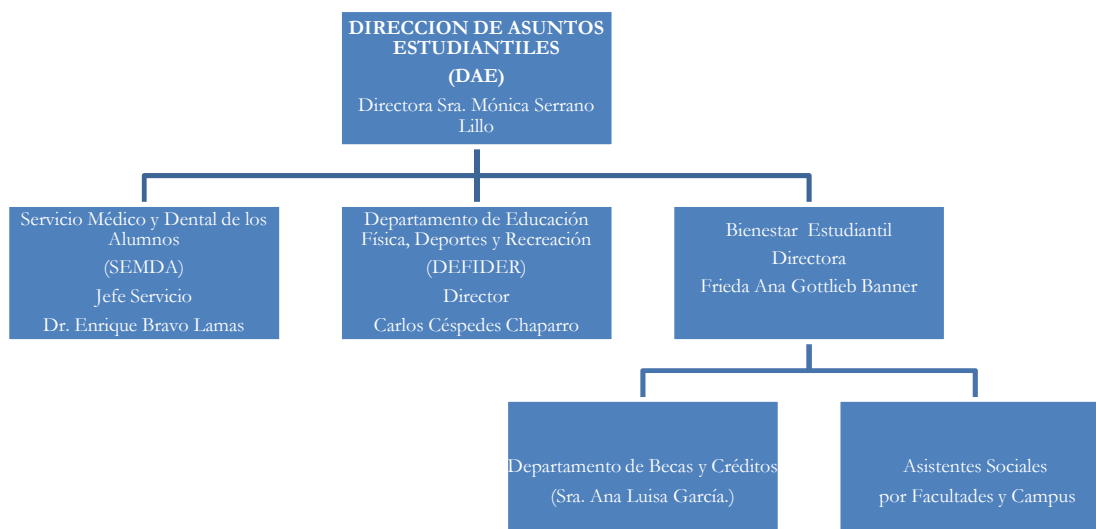 DIRECCION DE ASUNTOS
ESTUDIANTILES
(DAE)
Directora Sra. Mónica Serrano
Lillo
Servicio Médico y Dental de los
Alumnos
(SEMDA)
Jefe Servicio
Dr. Enrique Bravo Lamas
Departamento de Educación
Física, Deportes y Recreación
(DEFIDER)
Director
Carlos Céspedes Chaparro
Bienestar Estudiantil
Directora
Frieda Ana Gottlieb Banner
Departamento de Becas y Créditos
(Sra. Ana Luisa García.)
Asistentes Sociales
por Facultades y Campus